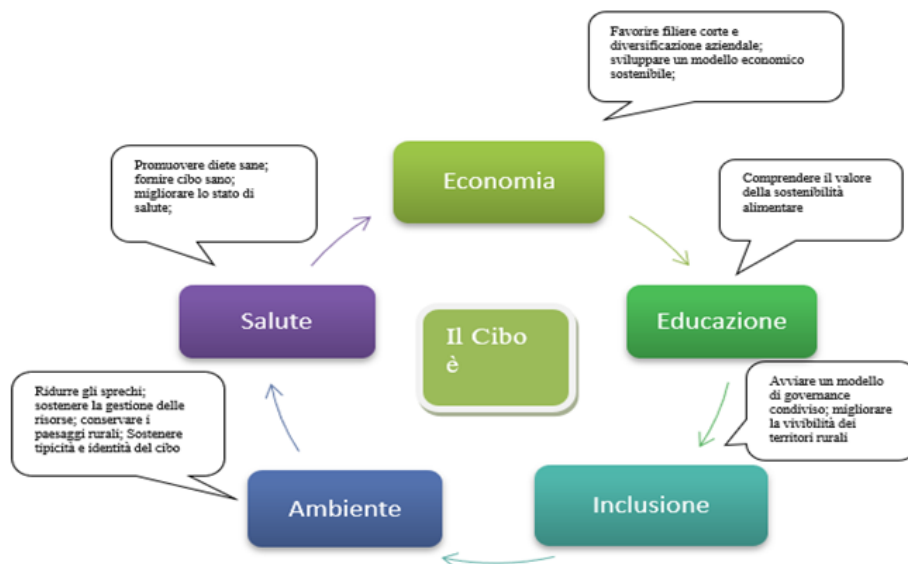 Favorire filiere corte e
diversificazione aziendale;
sviluppare un modello economico
sostenibile;
Economia
Promuovere diete sane;
fornire cibo sano;
migliorare lo stato di
salute;
Comprendere il valore
della sostenibilità
alimentare
Salute
Il Cibo
è
Educazione
Ridurre gli sprechi;
sostenere la gestione delle
risorse; conservare i
paesaggi rurali; Sostenere
tipicità e identità del cibo
Avviare un modello
di governance
condiviso; migliorare
la vivibilità dei
territori rurali
Ambiente
Inclusione